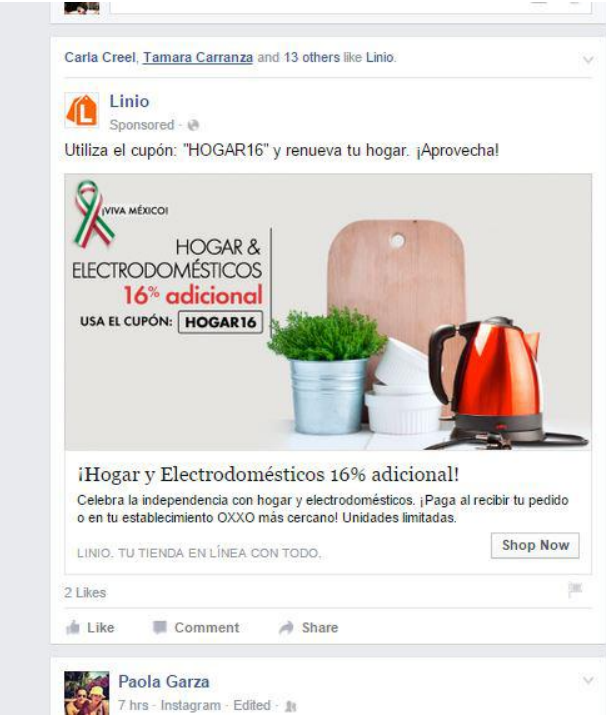 Carla Creel, Tamara Carranza and 13 others like Linio.
Linio
Sponsored ·
Utiliza el cupón: "HOGAR16" y renueva tu hogar. ¡Aprovecha!
¡VIVA MÉXICO!
HOGAR &
ELECTRODOMÉSTICOS
16% adicional
USA EL CUPÓN: HOGAR16
¡Hogar y Electrodomésticos 16% adicional!
Celebra la independencia con hogar y electrodomésticos. ¡Paga al recibir tu pedido
o en tu establecimiento OXXO más cercano! Unidades limitadas.
LINIO. TU TIENDA EN LÍNEA CON TODO.
Shop Now
2 Likes
Like Comment Share
Paola Garza
7 hrs · Instagram · Edited ·